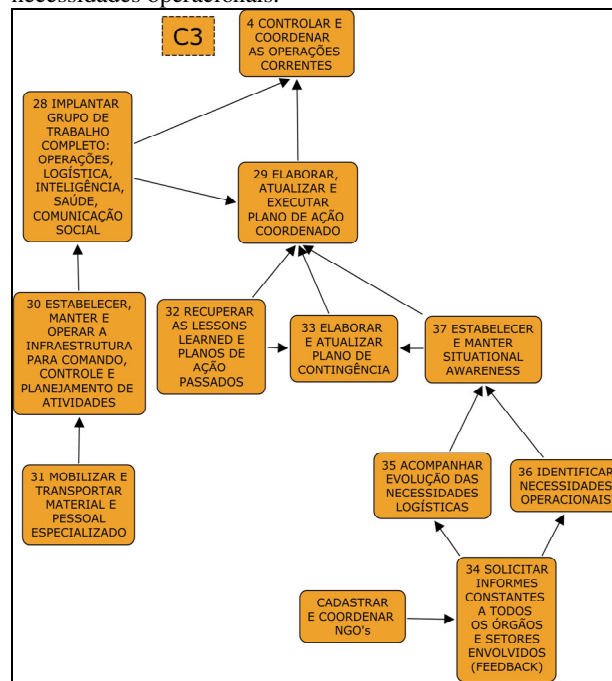 necessidades operacionais.
C3
4 CONTROLAR E
COORDENAR
AS OPERAÇÕES
CORRENTES
28 IMPLANTAR
GRUPO DE
TRABALHO
COMPLETO:
OPERAÇÕES,
LOGÍSTICA,
INTELIGÊNCIA,
SAÚDE,
COMUNICAÇÃO
SOCIAL
29 ELABORAR,
ATUALIZAR E
EXECUTAR
PLANO DE AÇÃO
COORDENADO
30 ESTABELECER,
MANTER E
OPERAR A
INFRAESTRUTURA
PARA COMANDO,
CONTROLE E
PLANEJAMENTO DE
ATIVIDADES
32 RECUPERAR
AS LESSONS
LEARNED E
PLANOS DE
AÇÃO
PASSADOS
33 ELABORAR
E ATUALIZAR
PLANO DE
CONTINGÊNCIA
37 ESTABELECER
E MANTER
SITUATIONAL
AWARENESS
31 MOBILIZAR E
TRANSPORTAR
MATERIAL E
PESSOAL
ESPECIALIZADO
35 ACOMPANHAR
EVOLUÇÃO DAS
NECESSIDADES
LOGÍSTICAS
36 IDENTIFICAR
NECESSIDADES
OPERACIONAIS
CADASTRAR
E COORDENAR
NGO's
34 SOLICITAR
INFORMES
CONSTANTES
A TODOS
OS ÓRGÃOS
E SETORES
ENVOLVIDOS
(FEEDBACK)